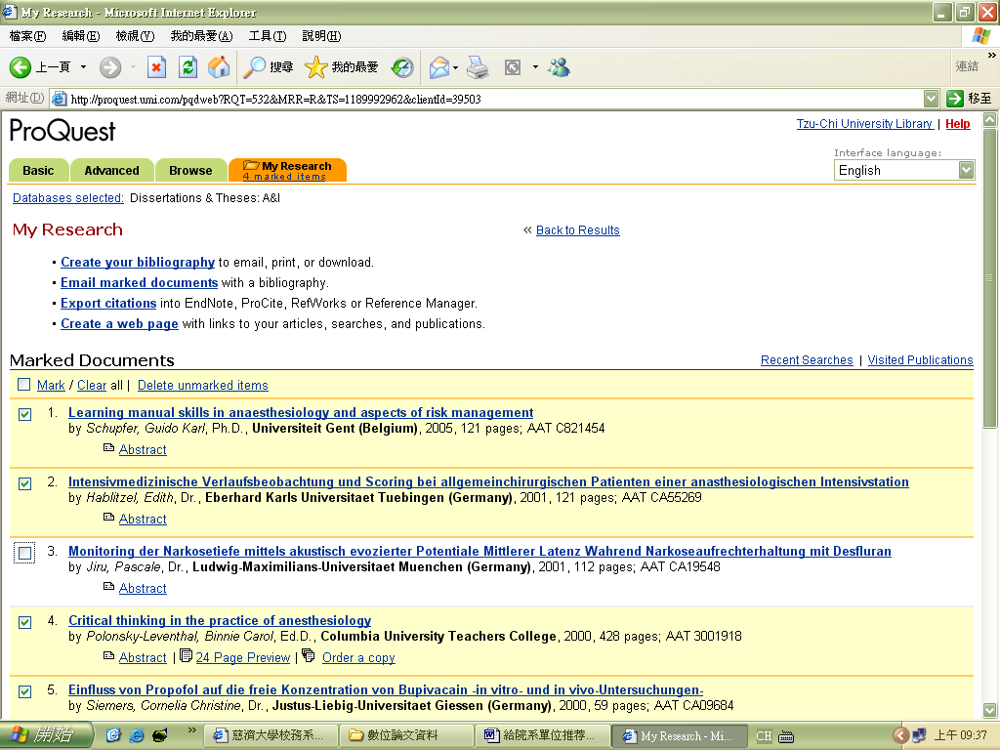 My Research - Microsoft Internet Explorer
檔案(F) 編輯(E) 檢視(V) 我的最愛(A) 工具(T) 說明(H)
上一頁 搜尋 我的最愛 連結 »
網址(D) http://proquest.umi.com/pqdweb?RQT=532&MRR=R&TS=1189992962&clientId=39503 移至
ProQuest
Tzu-Chi University Library | Help
Interface language:
English
Basic Advanced Browse My Research
4 marked items
Databases selected: Dissertations & Theses: A&I
My Research
« Back to Results
• Create your bibliography to email, print, or download.
• Email marked documents with a bibliography.
• Export citations into EndNote, ProCite, RefWorks or Reference Manager.
• Create a web page with links to your articles, searches, and publications.
Marked Documents
Recent Searches | Visited Publications
Mark / Clear all | Delete unmarked items
1. Learning manual skills in anaesthesiology and aspects of risk management
by Schupfer, Guido Karl, Ph.D., Universiteit Gent (Belgium), 2005, 121 pages; AAT C821454
Abstract
2. Intensivmedizinische Verlaufsbeobachtung und Scoring bei allgemeinchirurgischen Patienten einer anasthesiologischen Intensivstation
by Hablitzel, Edith, Dr., Eberhard Karls Universitaet Tuebingen (Germany), 2001, 121 pages; AAT CA55269
Abstract
3. Monitoring der Narkosetiefe mittels akustisch evozierter Potentiale Mittlerer Latenz Wahrend Narkoseaufrechterhaltung mit Desfluran
by Jiru, Pascale, Dr., Ludwig-Maximilians-Universitaet Muenchen (Germany), 2001, 112 pages; AAT CA19548
Abstract
4. Critical thinking in the practice of anesthesiology
by Polonsky-Leventhal, Binnie Carol, Ed.D., Columbia University Teachers College, 2000, 428 pages; AAT 3001918
Abstract | 24 Page Preview | Order a copy
5. Einfluss von Propofol auf die freie Konzentration von Bupivacain -in vitro- und in vivo-Untersuchungen-
by Siemers, Cornelia Christine, Dr., Justus-Liebig-Universitaet Giessen (Germany), 2000, 59 pages; AAT CA09684
開始 » 慈濟大學校務系... 數位論文資料 給院系單位推荐... My Research - Mi... CH 上午 09:37